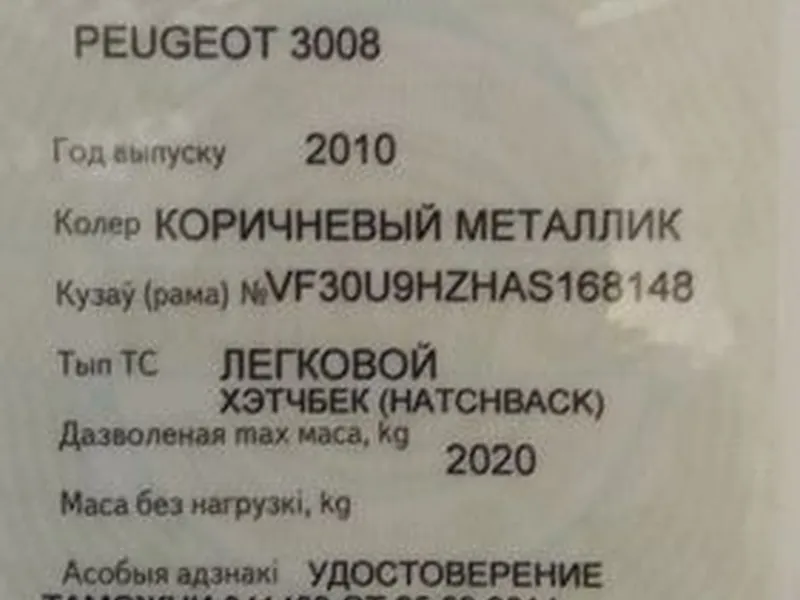 PEUGEOT 3008
Год выпуску 2010
Колер КОРИЧНЕВЫЙ МЕТАЛЛИК
Кузаў (рама) №VF30U9HZHAS168148
Тып ТС ЛЕГКОВОЙ
ХЭТЧБЕК (HATCHBACK)
Дазволеная max маса, kg
2020
Маса без нагрузкі, kg
Асобыя адзнакі УДОСТОВЕРЕНИЕ